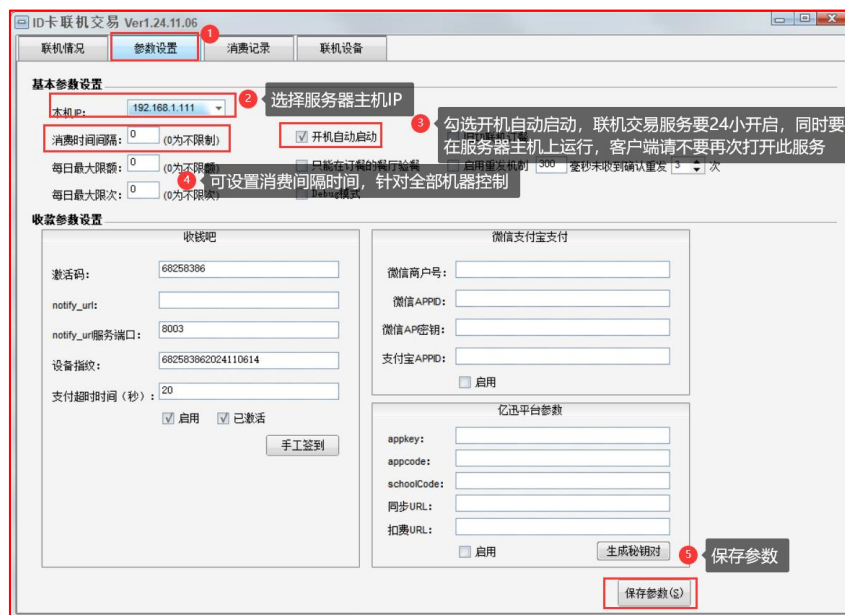 ID卡联机交易 Ver1.24.11.06
联机情况 参数设置 消费记录 联机设备
1
基本参数设置
本机IP: 192.168.1.111
2 选择服务器主机IP
消费时间间隔: 0 (0为不限制) 开机自动启动
3 勾选开机自动启动，联机交易服务要24小开启，同时要
在服务器主机上运行，客户端请不要再次打开此服务
每日最大限额: 0 (0为不限额) 只能在订餐的餐厅验餐 启用重发机制 300 毫秒未收到确认重发 3 次
4 可设置消费间隔时间，针对全部机器控制
每日最大限次: 0 (0为不限次) Debug模式
收款参数设置
收钱吧
激活码: 68258386
notify_url:
notify_url服务端口: 8003
设备指纹: 682583862024110614
支付超时时间（秒）: 20
启用 已激活
手工签到
微信支付宝支付
微信商户号:
微信APPID:
微信API密钥:
支付宝APPID:
启用
亿迅平台参数
appkey:
appcode:
schoolCode:
同步URL:
扣费URL:
启用 生成秘钥对
5 保存参数
保存参数(S)